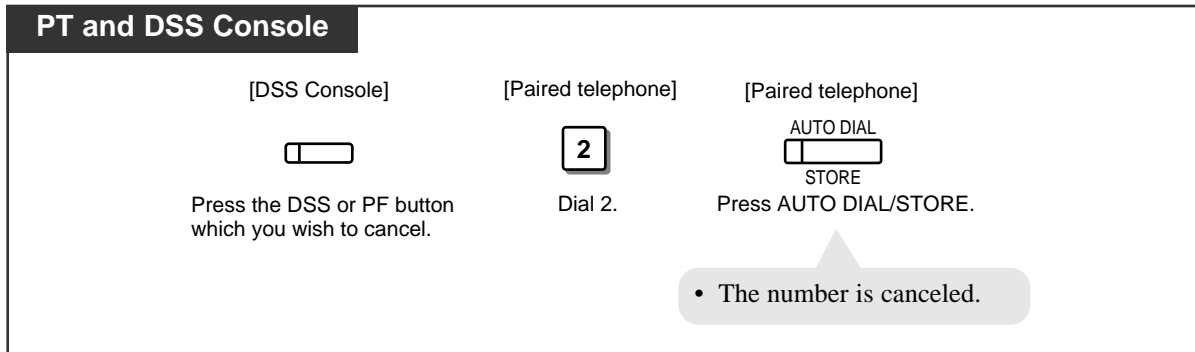 PT and DSS Console
[DSS Console]
[Paired telephone]
[Paired telephone]
2
AUTO DIAL
STORE
Press the DSS or PF button
which you wish to cancel.
Dial 2.
Press AUTO DIAL/STORE.
• The number is canceled.